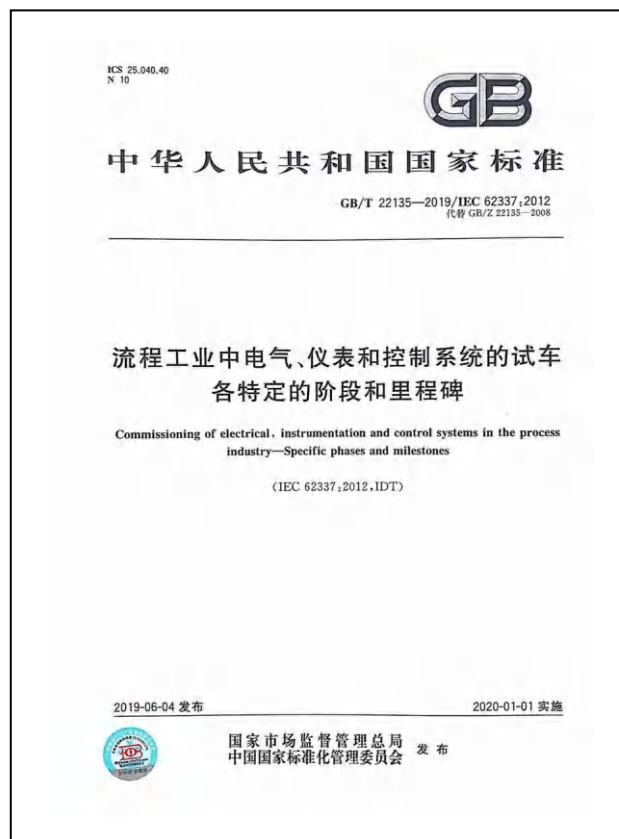 ICS 25.040.40
N 10
GB
中华人民共和国国家标准
GB/T 22135—2019/IEC 62337:2012
代替 GB/Z 22135—2008
流程工业中电气、仪表和控制系统的试车
各特定的阶段和里程碑
Commissioning of electrical, instrumentation and control systems in the process
industry—Specific phases and milestones
(IEC 62337:2012,IDT)
2019-06-04 发布
2020-01-01 实施
国家市场监督管理总局
中国国家标准化管理委员会
发布